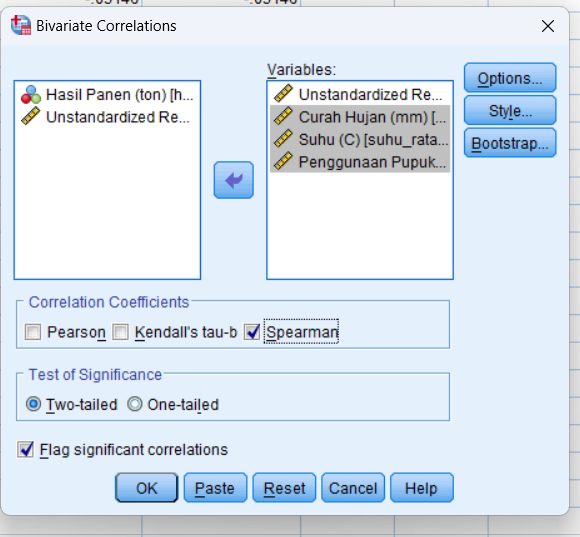 Bivariate Correlations
Variables:
Hasil Panen (ton) [h...
Unstandardized Re...
Unstandardized Re...
Curah Hujan (mm) [...
Suhu (C) [suhu_rata...
Penggunaan Pupuk...
Options...
Style...
Bootstrap...
Correlation Coefficients
Pearson Kendall's tau-b Spearman
Test of Significance
Two-tailed One-tailed
Flag significant correlations
OK Paste Reset Cancel Help